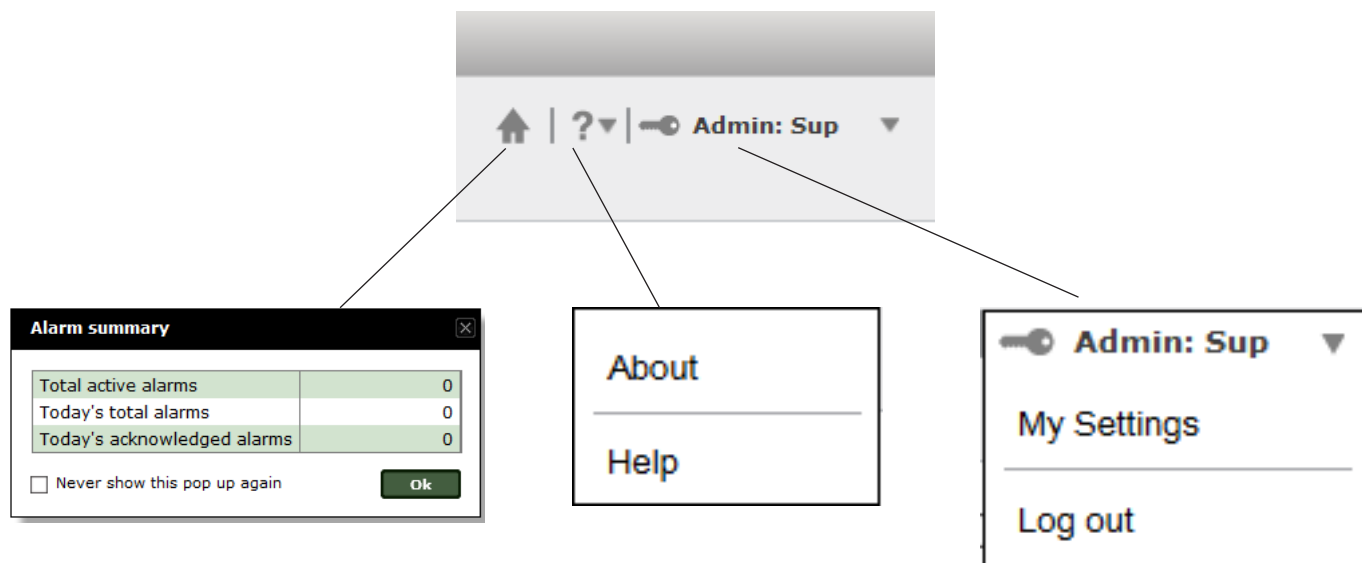 ? Admin: Sup
Alarm summary
Total active alarms 0
Today's total alarms 0
Today's acknowledged alarms 0
Never show this pop up again Ok
About
Help
Admin: Sup
My Settings
Log out